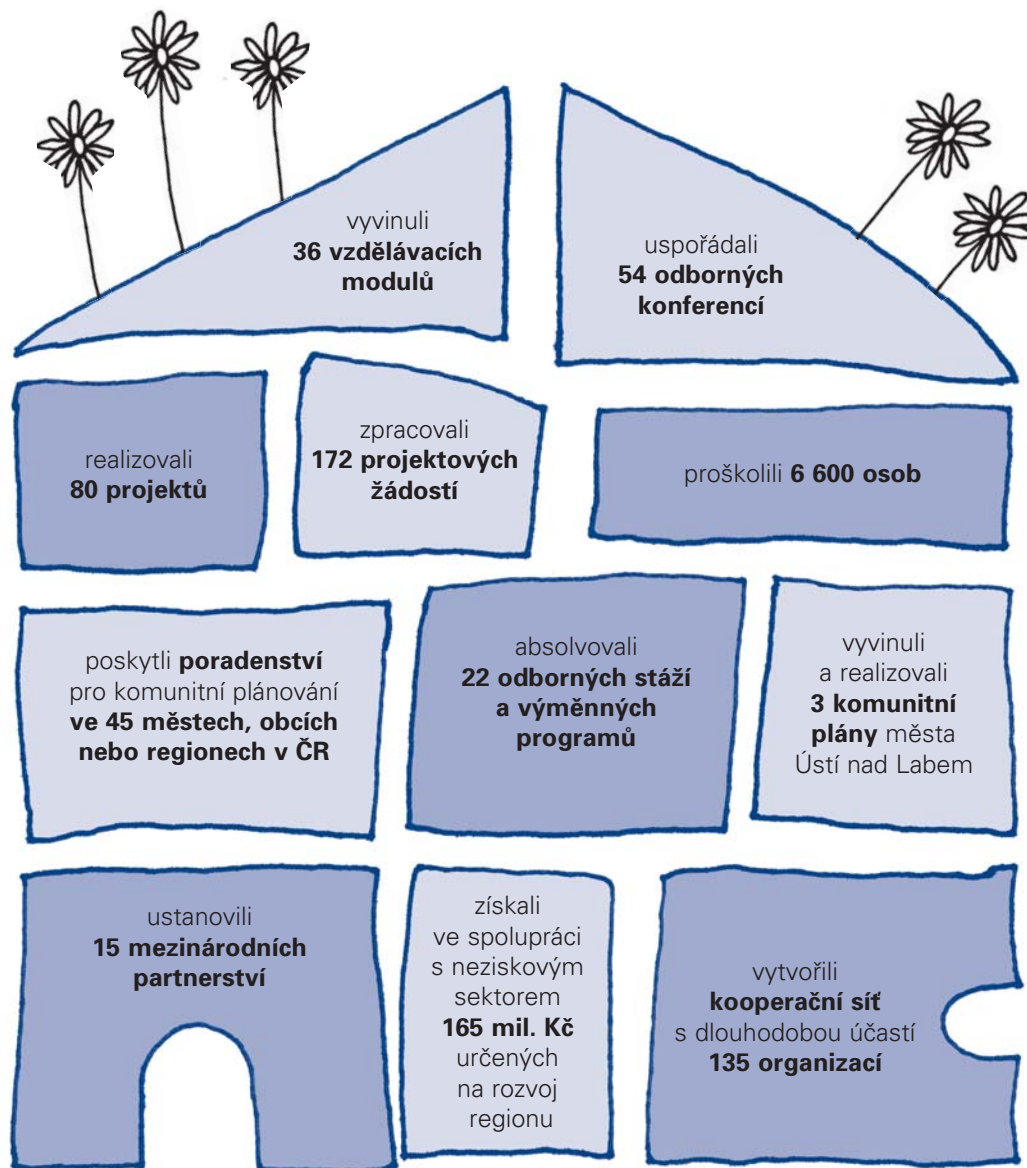 vyvinuli
36 vzdělávacích
modulů
uspořádali
54 odborných
konferencí
realizovali
80 projektů
zpracovali
172 projektových
žádostí
proškolili 6 600 osob
poskytli poradenství
pro komunitní plánování
ve 45 městech, obcích
nebo regionech v ČR
absolvovali
22 odborných stáží
a výměnných
programů
vyvinuli
a realizovali
3 komunitní
plány města
Ústí nad Labem
ustanovili
15 mezinárodních
partnerství
získali
ve spolupráci
s neziskovým
sektorem
165 mil. Kč
určených
na rozvoj
regionu
vytvořili
kooperační síť
s dlouhodobou účastí
135 organizací